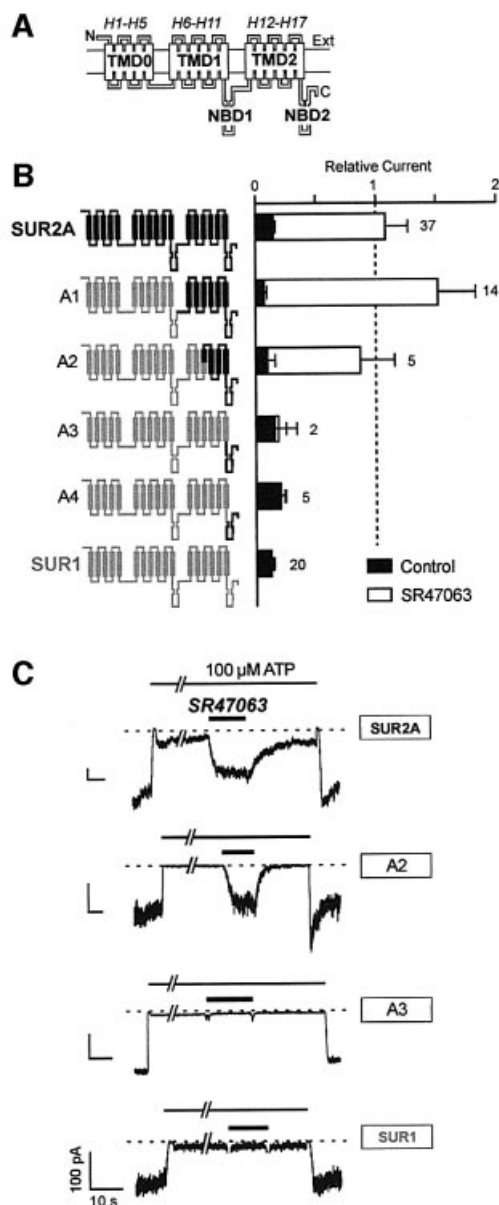 A
H1-H5 H6-H11 H12-H17
N Ext
TMD0 TMD1 TMD2
C
NBD1 NBD2
Relative Current
B
0 1 2
SUR2A 37
A1 14
A2 5
A3 2
A4 5
SUR1 20
Control
SR47063
C
100 µM ATP
SR47063
SUR2A
A2
A3
SUR1
100 pA
10 s